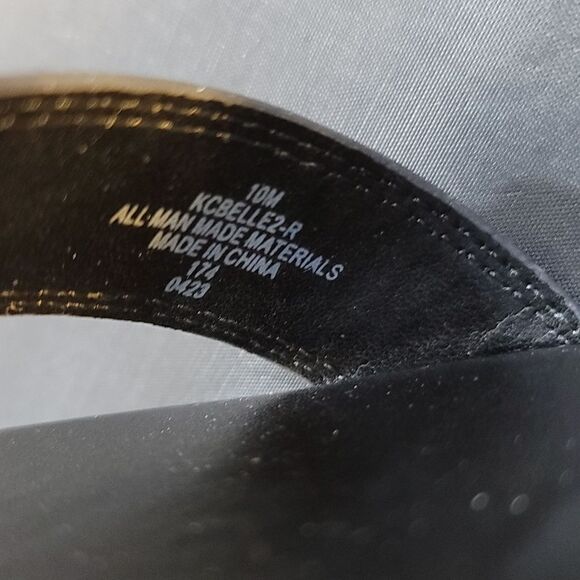 10M
KCBELLE2-R
ALL MAN MADE MATERIALS
MADE IN CHINA
174
0423